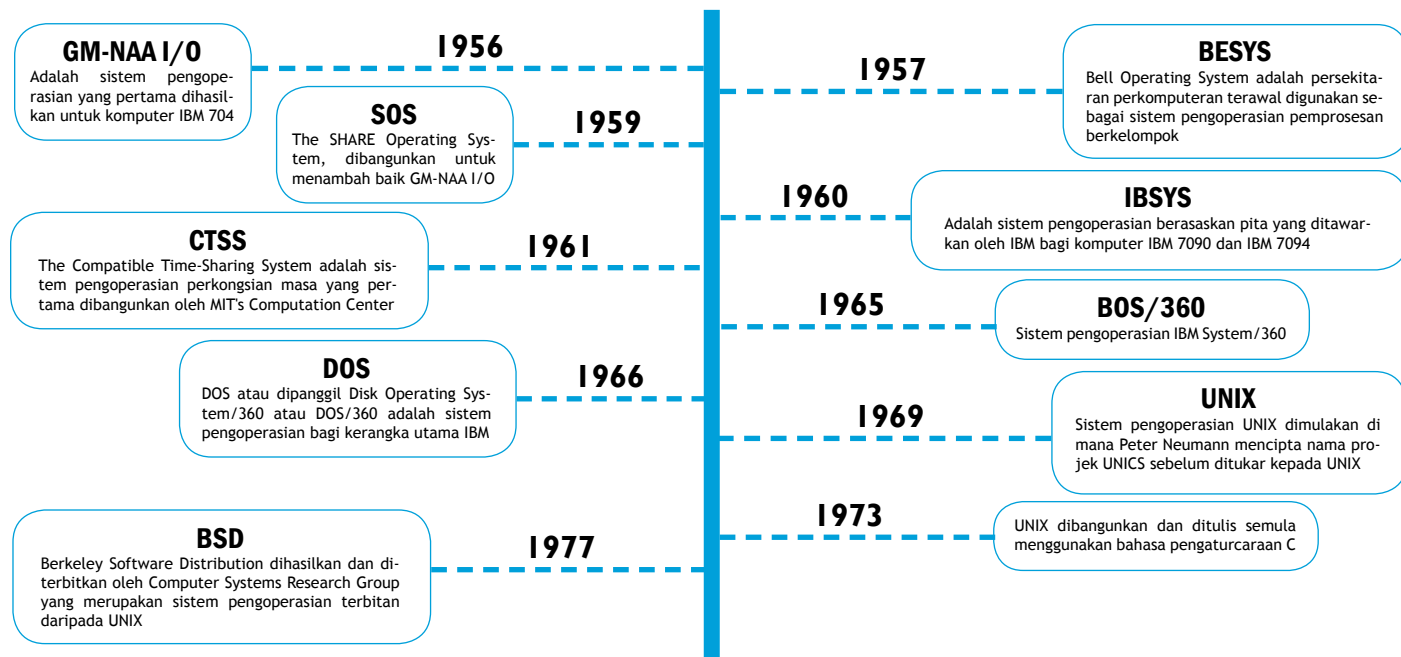 1956
GM-NAA I/O
Adalah sistem pengope-
rasian yang pertama dihasil-
kan untuk komputer IBM 704
1957
BESYS
Bell Operating System adalah persekita-
ran perkomputeran terawal digunakan se-
bagai sistem pengoperasian pemprosesan
berkelompok
1959
SOS
The SHARE Operating Sys-
tem, dibangunkan untuk
menambah baik GM-NAA I/O
1960
IBSYS
Adalah sistem pengoperasian berasaskan pita yang ditawar-
kan oleh IBM bagi komputer IBM 7090 dan IBM 7094
1961
CTSS
The Compatible Time-Sharing System adalah sis-
tem pengoperasian perkongsian masa yang per-
tama dibangunkan oleh MIT's Computation Center
1965
BOS/360
Sistem pengoperasian IBM System/360
1966
DOS
DOS atau dipanggil Disk Operating Sys-
tem/360 atau DOS/360 adalah sistem
pengoperasian bagi kerangka utama IBM
1969
UNIX
Sistem pengoperasian UNIX dimulakan di
mana Peter Neumann mencipta nama pro-
jek UNICS sebelum ditukar kepada UNIX
1973
UNIX dibangunkan dan ditulis semula
menggunakan bahasa pengaturcaraan C
1977
BSD
Berkeley Software Distribution dihasilkan dan di-
terbitkan oleh Computer Systems Research Group
yang merupakan sistem pengoperasian terbitan
daripada UNIX